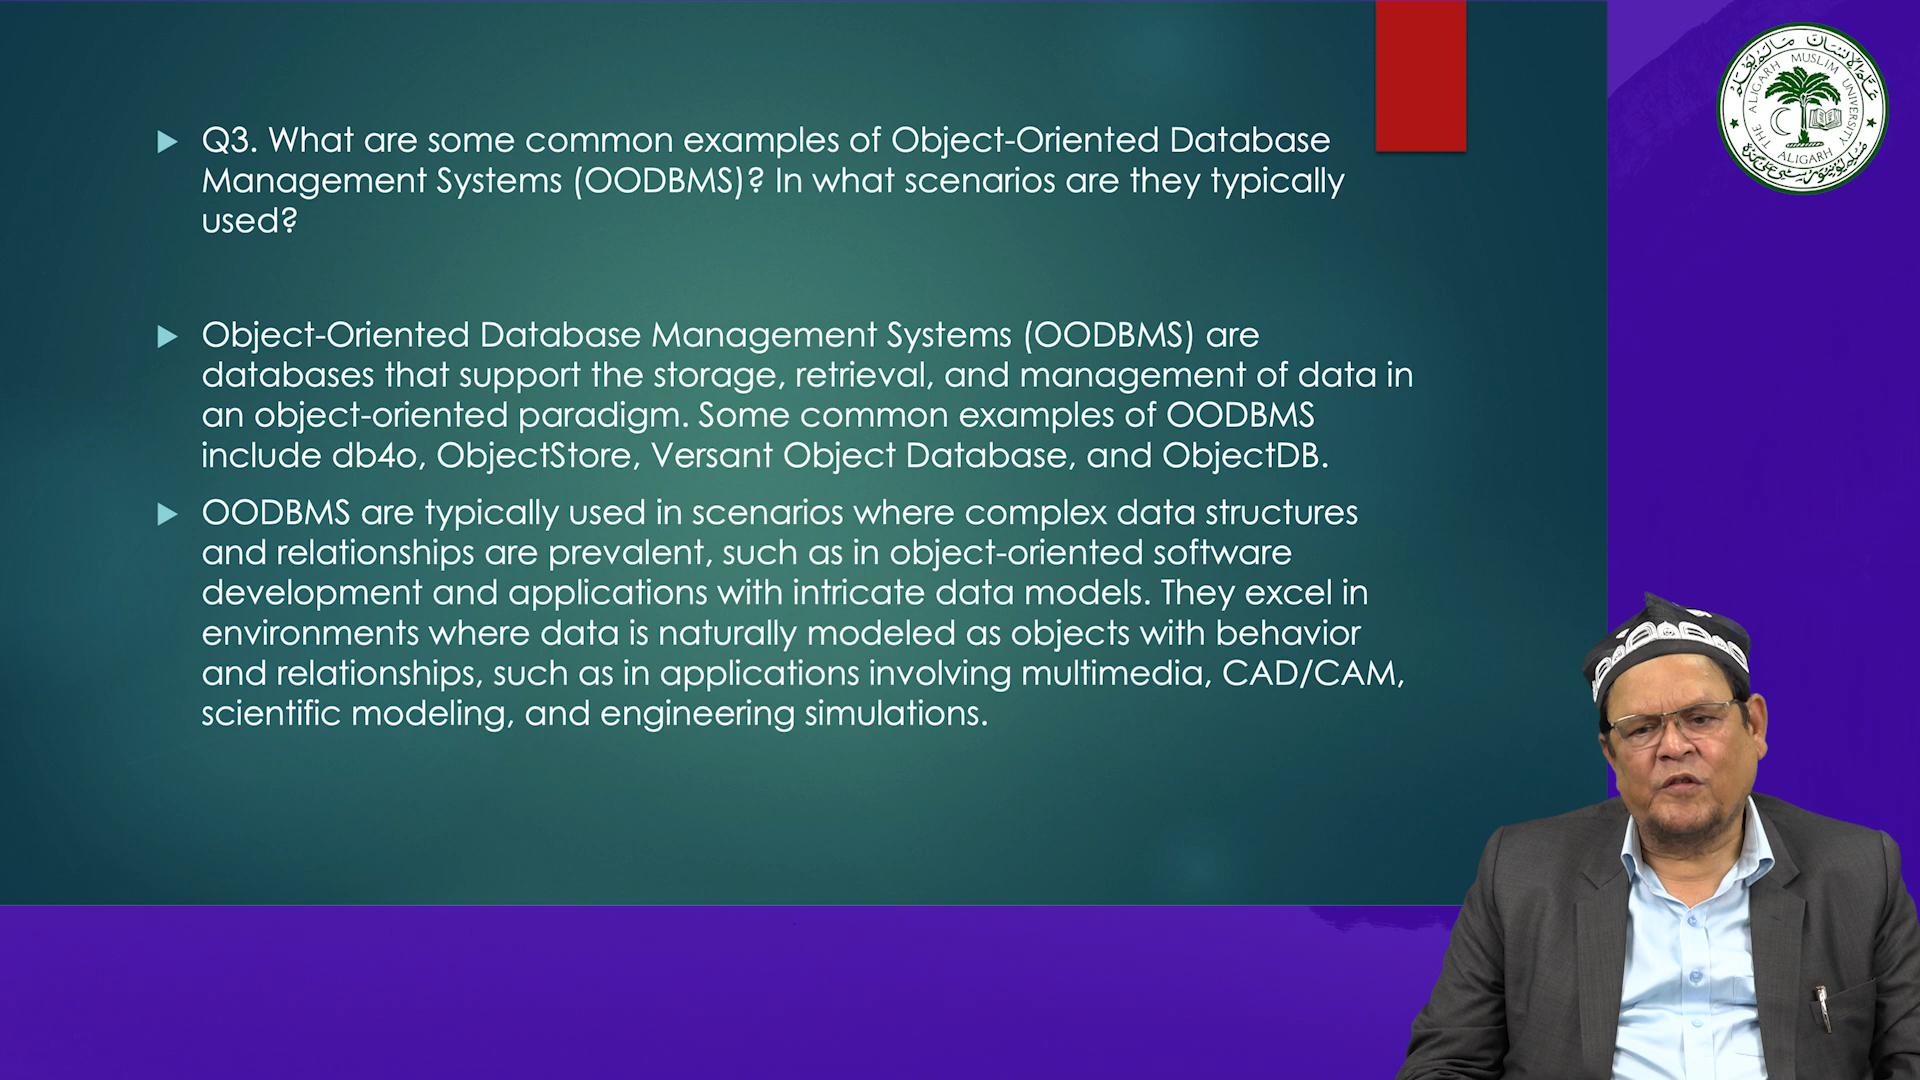 Q3. What are some common examples of Object-Oriented Database
Management Systems (OODBMS)? In what scenarios are they typically
used?
Object-Oriented Database Management Systems (OODBMS) are
databases that support the storage, retrieval, and management of data in
an object-oriented paradigm. Some common examples of OODBMS
include db4o, ObjectStore, Versant Object Database, and ObjectDB.
OODBMS are typically used in scenarios where complex data structures
and relationships are prevalent, such as in object-oriented software
development and applications with intricate data models. They excel in
environments where data is naturally modeled as objects with behavior
and relationships, such as in applications involving multimedia, CAD/CAM,
scientific modeling, and engineering simulations.
THE ALIGARH MUSLIM UNIVERSITY
ALIGARH